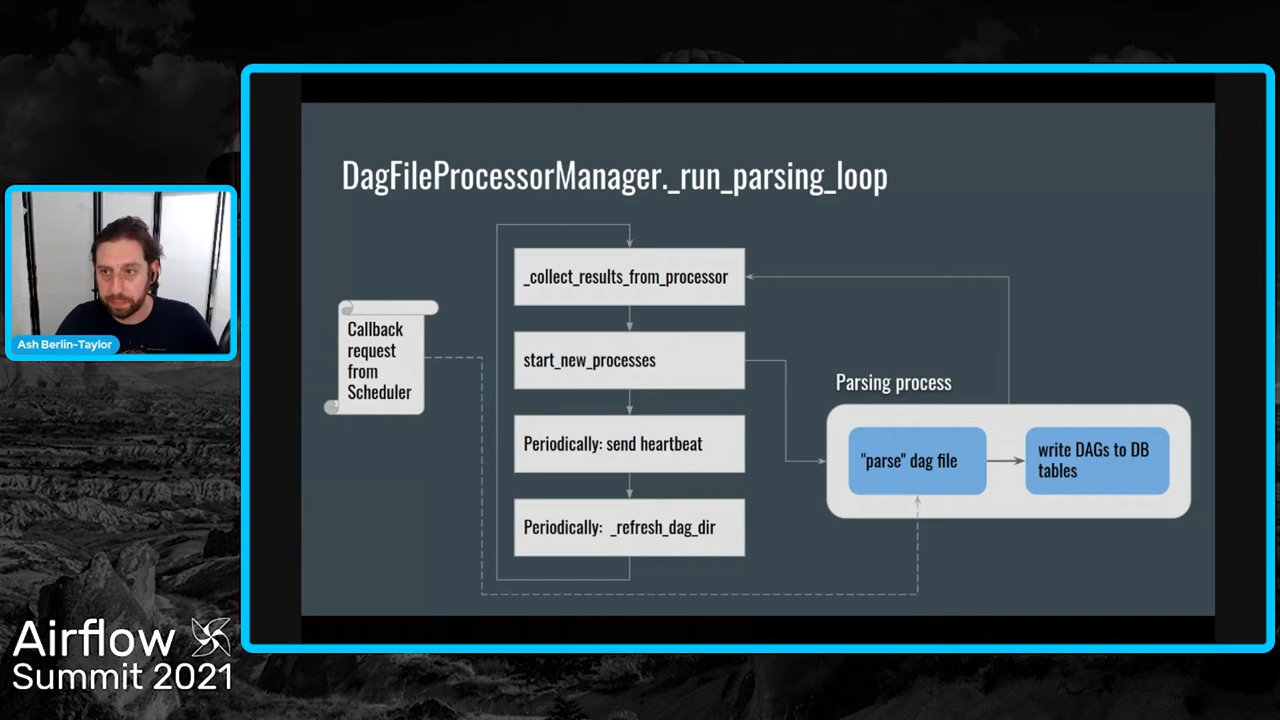 DagFileProcessorManager._run_parsing_loop
_collect_results_from_processor
Callback
request
from
Scheduler
start_new_processes
Parsing process
Periodically: send heartbeat
"parse" dag file
write DAGs to DB
tables
Periodically: _refresh_dag_dir
Ash Berlin-Taylor
Airflow
Summit 2021